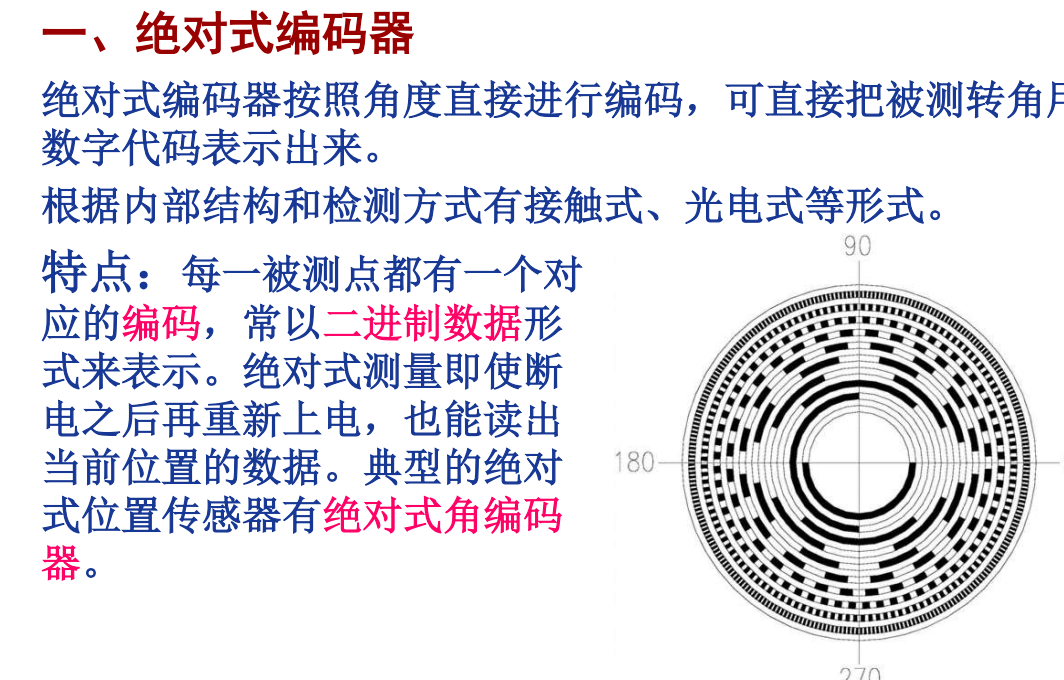 一、绝对式编码器
绝对式编码器按照角度直接进行编码，可直接把被测转角用
数字代码表示出来。
根据内部结构和检测方式有接触式、光电式等形式。
特点：每一被测点都有一个对
应的编码，常以二进制数据形
式来表示。绝对式测量即使断
电之后再重新上电，也能读出
当前位置的数据。典型的绝对
式位置传感器有绝对式角编码
器。
90
180
270